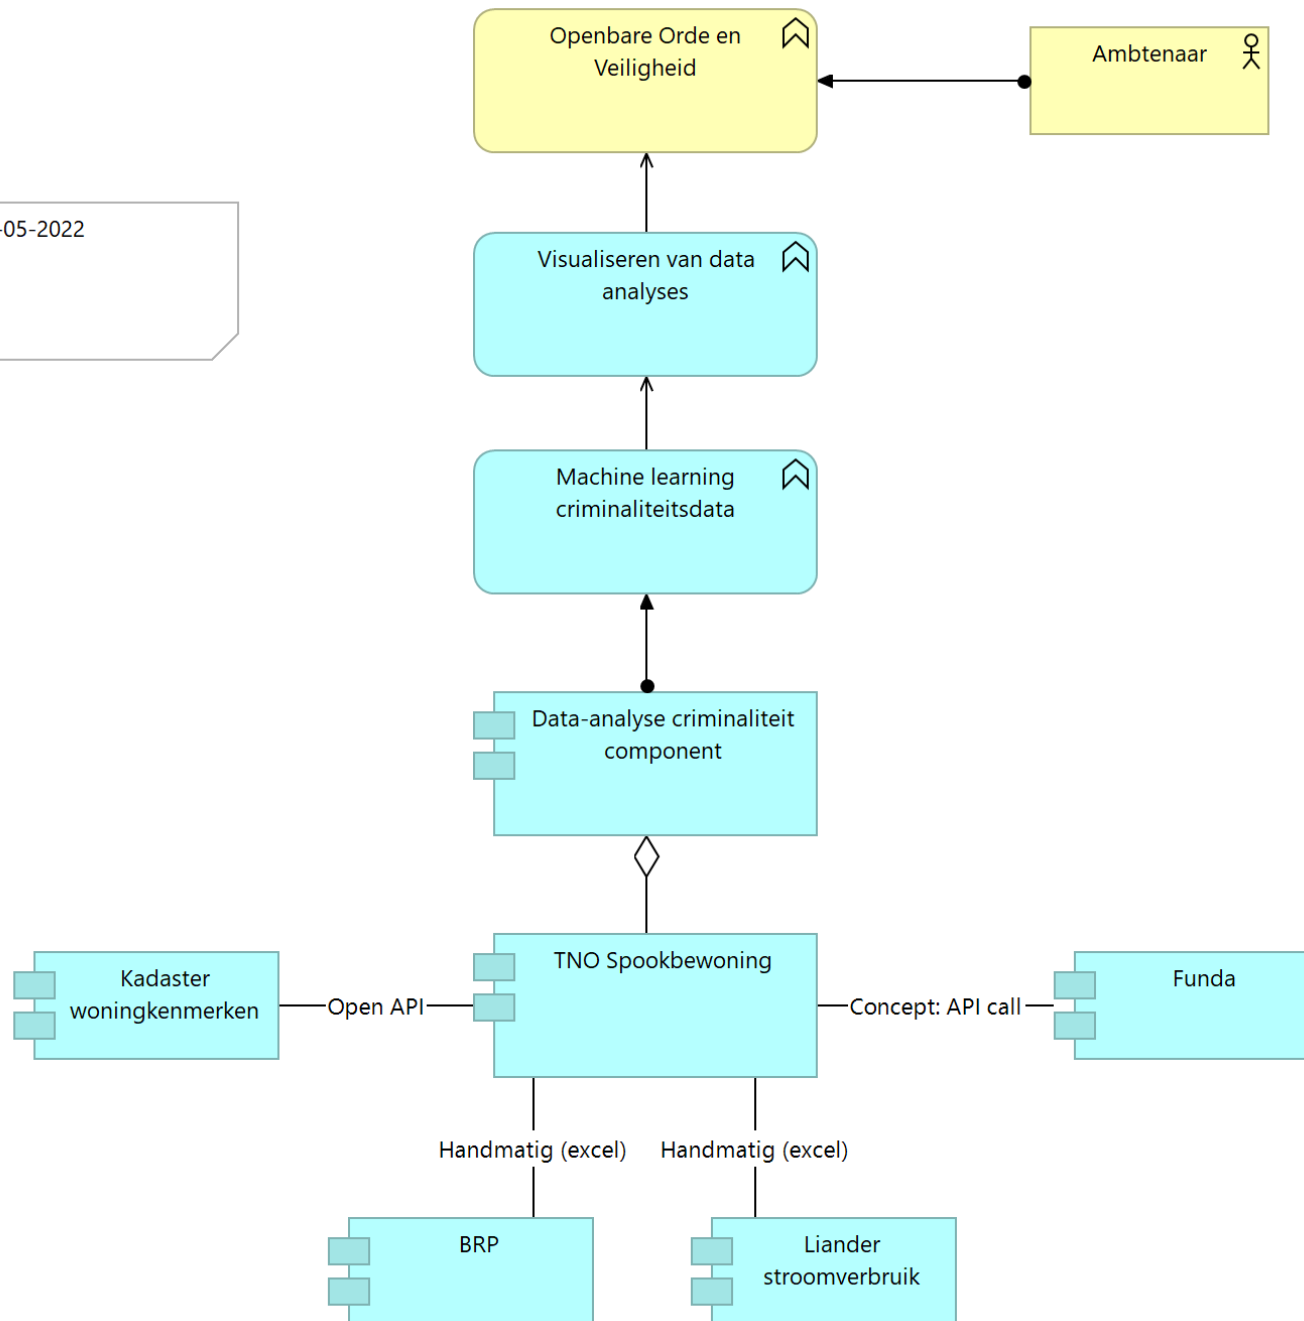 Openbare Orde en
Veiligheid
Ambtenaar
-05-2022
Visualiseren van data
analyses
Machine learning
criminaliteitsdata
Data-analyse criminaliteit
component
TNO Spookbewoning
Kadaster
woningkenmerken
Open API
Concept: API call
Funda
Handmatig (excel)
Handmatig (excel)
BRP
Liander
stroomverbruik